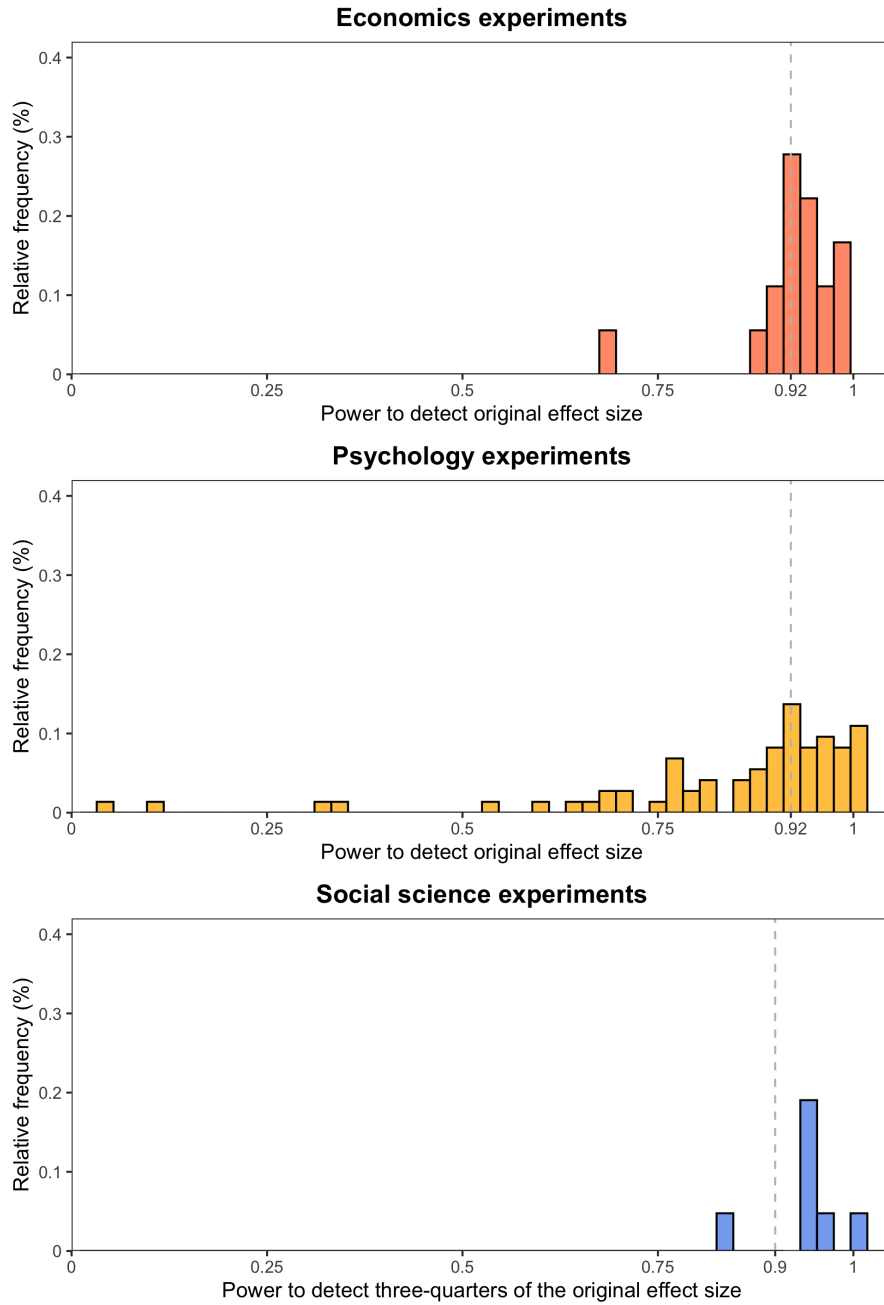 Economics experiments
Relative frequency (%)
0.4
0.3
0.2
0.1
0
0 0.25 0.5 0.75 0.92 1
Power to detect original effect size
Psychology experiments
Relative frequency (%)
0.4
0.3
0.2
0.1
0
0 0.25 0.5 0.75 0.92 1
Power to detect original effect size
Social science experiments
Relative frequency (%)
0.4
0.3
0.2
0.1
0
0 0.25 0.5 0.75 0.9 1
Power to detect three-quarters of the original effect size